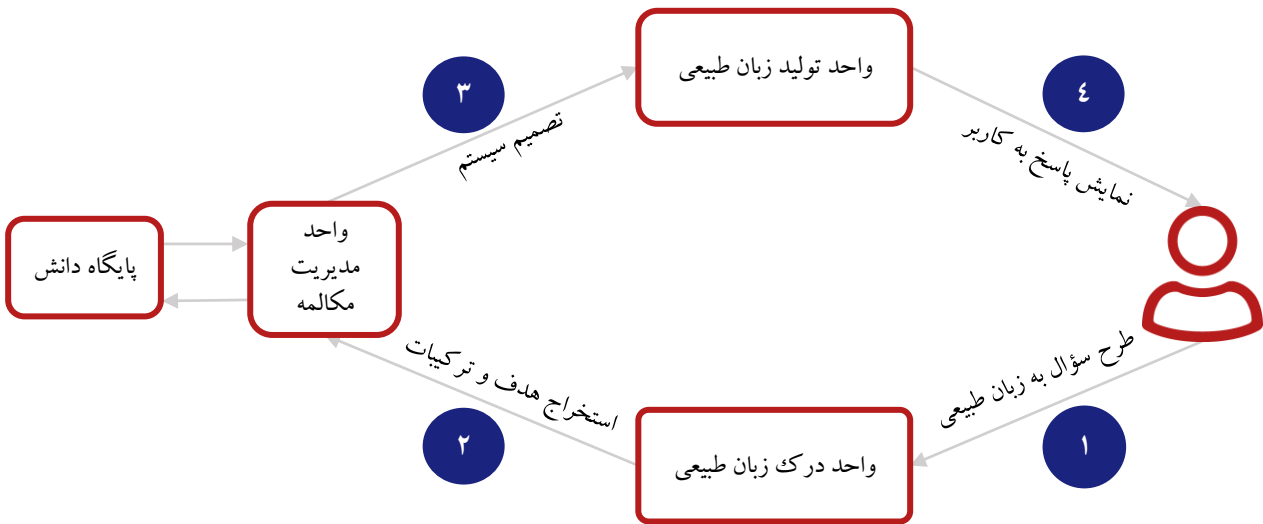 واحد تولید زبان طبیعی
٤
۳
نمایش پاسخ به کاربر
تصمیم سیستم
واحد
مدیریت
مکالمه
پایگاه دانش
طرح سؤال به زبان طبیعی
استخراج هدف و ترکیبات
۱
۲
واحد درک زبان طبیعی